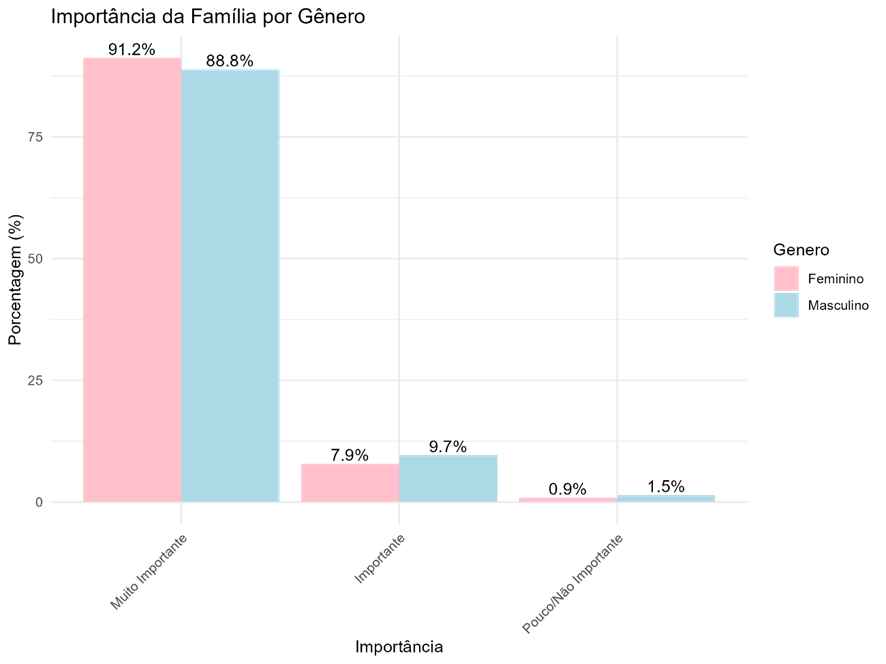 Importância da Família por Gênero
91.2%
88.8%
7.9%
9.7%
0.9%
1.5%
75
50
25
0
Porcentagem (%)
Muito Importante
Importante
Pouco/Não Importante
Importância
Genero
Feminino
Masculino